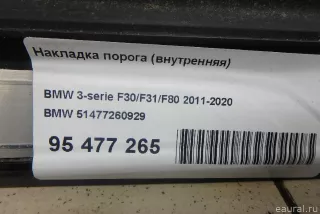 Накладка порога (внутренняя)
BMW 3-serie F30/F31/F80 2011-2020
BMW 51477260929
95 477 265
eaural.ru